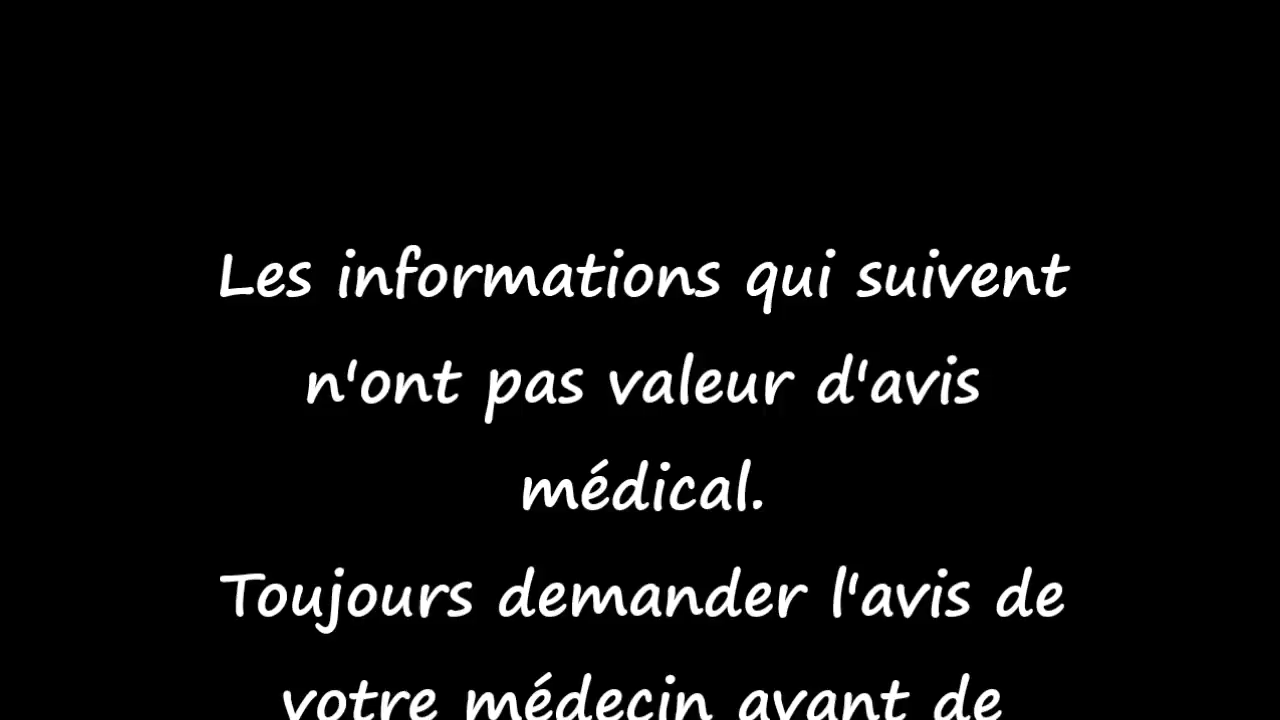 Les informations qui suivent
n'ont pas valeur d'avis
médical.
Toujours demander l'avis de
votre médecin avant de